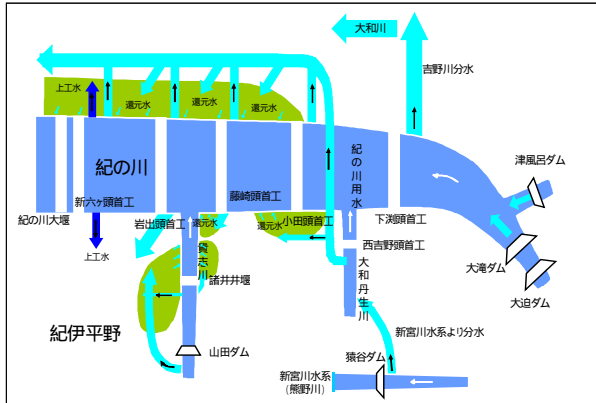 大和川
吉野川分水
上工水
還元水
還元水
還元水
紀の川
紀の川用水
津風呂ダム
新六ヶ頭首工
藤崎頭首工
紀の川大堰
岩出頭首工
還元水
還元水
小田頭首工
下渕頭首工
西吉野頭首工
上工水
貴志川
諸井井堰
大和丹生川
大滝ダム
大迫ダム
紀伊平野
新宮川水系より分水
山田ダム
猿谷ダム
新宮川水系
(熊野川)